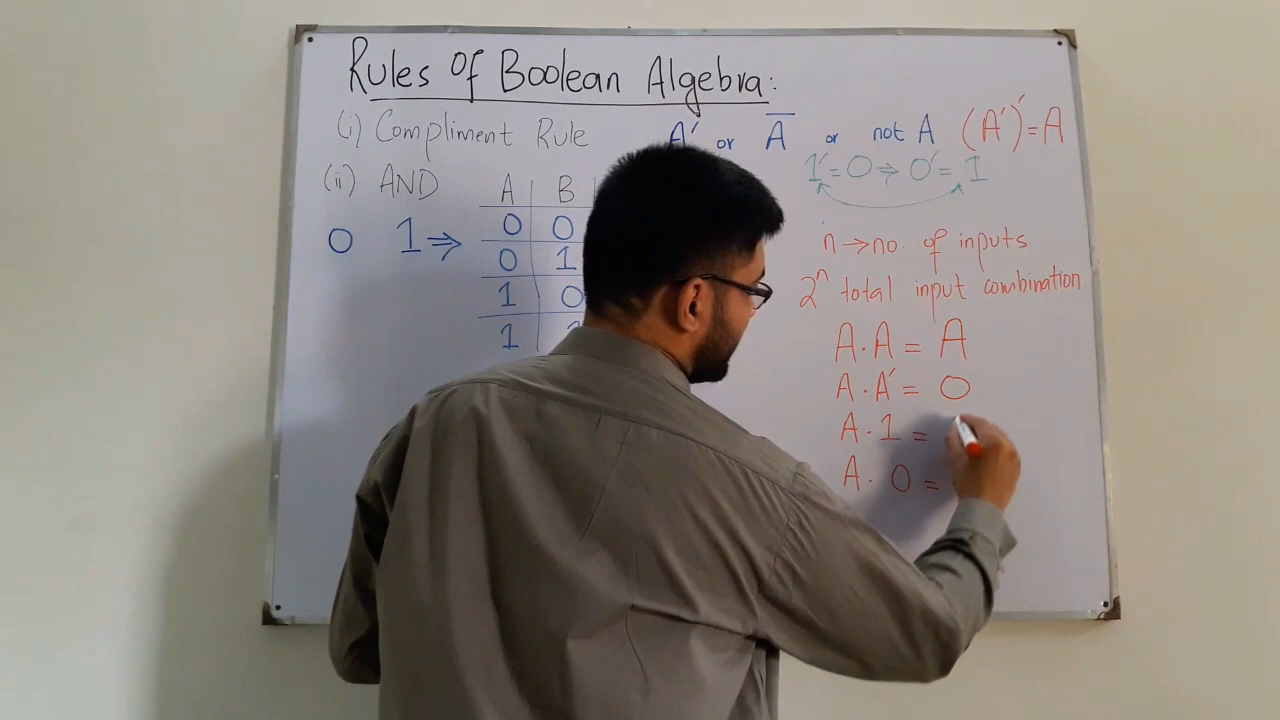 Rules Of Boolean Algebra:
(i) Compliment Rule A' or A̅ or not A (A')'=A
1'=0⇒0'=1
(ii) AND
A B
0 1⇒
0 0
0 1
1 0
1
n→no. of inputs
2ⁿ total input combination
A.A = A
A.A' = 0
A.1 =
A.0 =